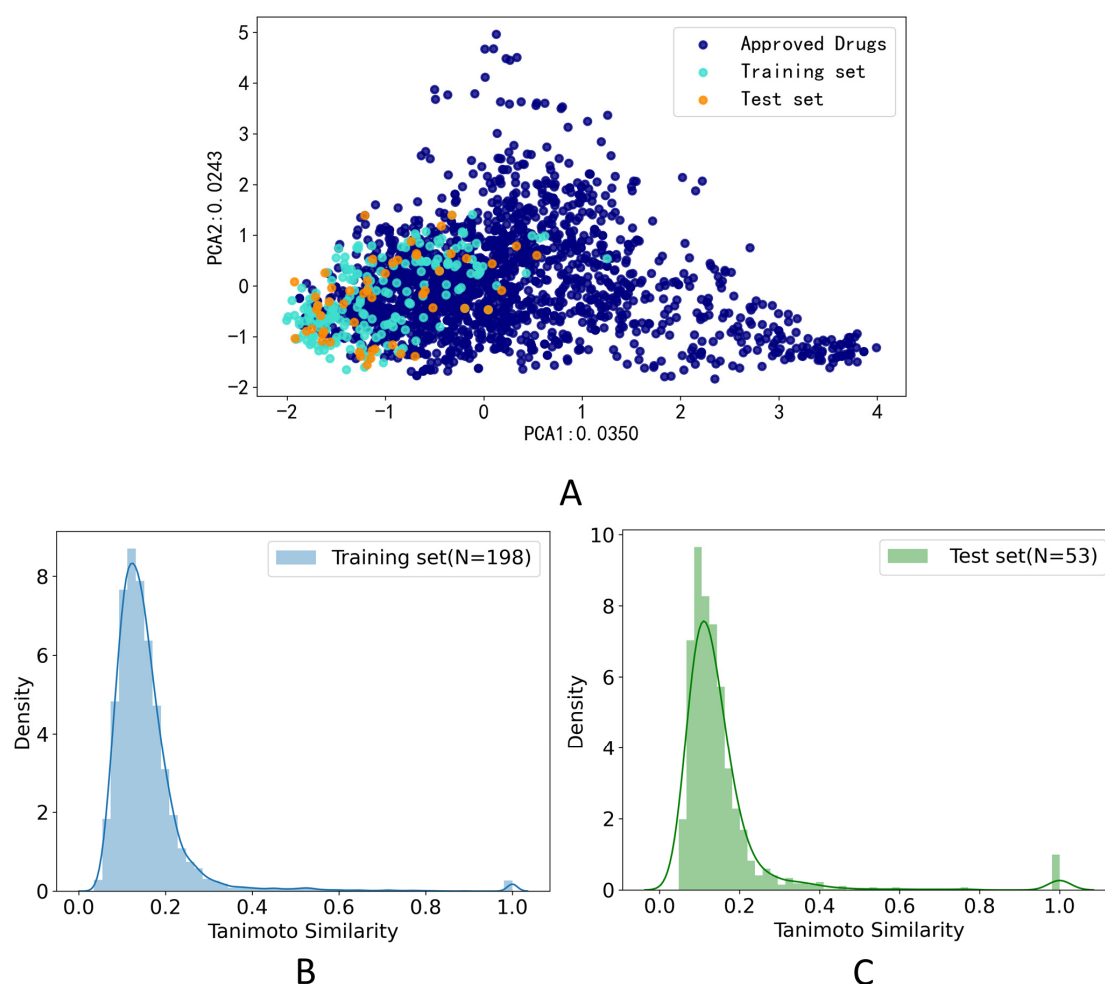 5
4
3
2
1
0
−1
−2
PCA2:0.0243
Approved Drugs
Training set
Test set
−2 −1 0 1 2 3 4
PCA1:0.0350
A
8
6
4
2
0
Density
Training set(N=198)
0.0 0.2 0.4 0.6 0.8 1.0
Tanimoto Similarity
B
10
8
6
4
2
0
Density
Test set(N=53)
0.0 0.2 0.4 0.6 0.8 1.0
Tanimoto Similarity
C